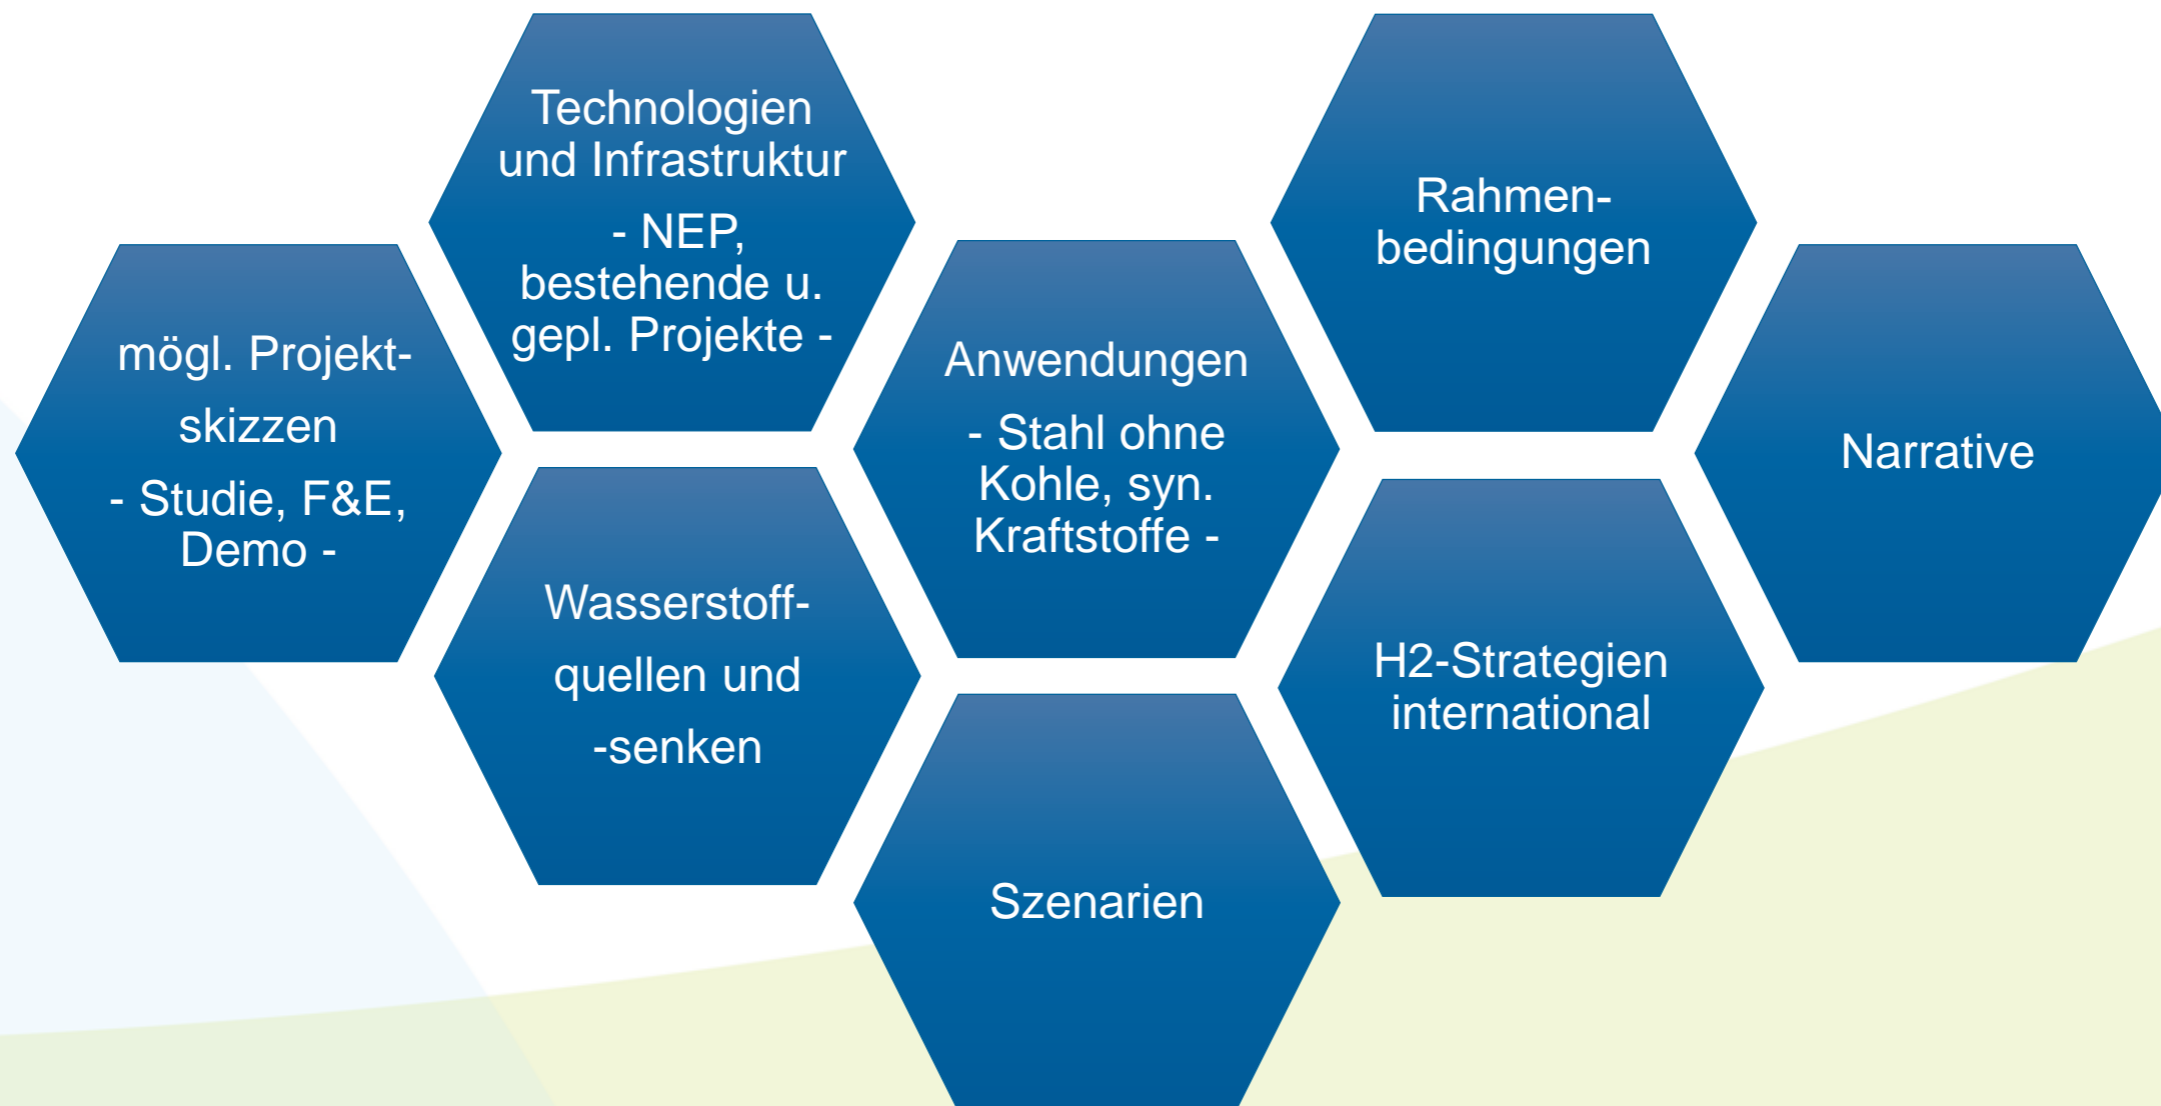 mögl. Projekt-
skizzen
- Studie, F&E,
Demo -
Technologien
und Infrastruktur
- NEP,
bestehende u.
gepl. Projekte -
Wasserstoff-
quellen und
-senken
Anwendungen
- Stahl ohne
Kohle, syn.
Kraftstoffe -
Szenarien
Rahmen-
bedingungen
H2-Strategien
international
Narrative